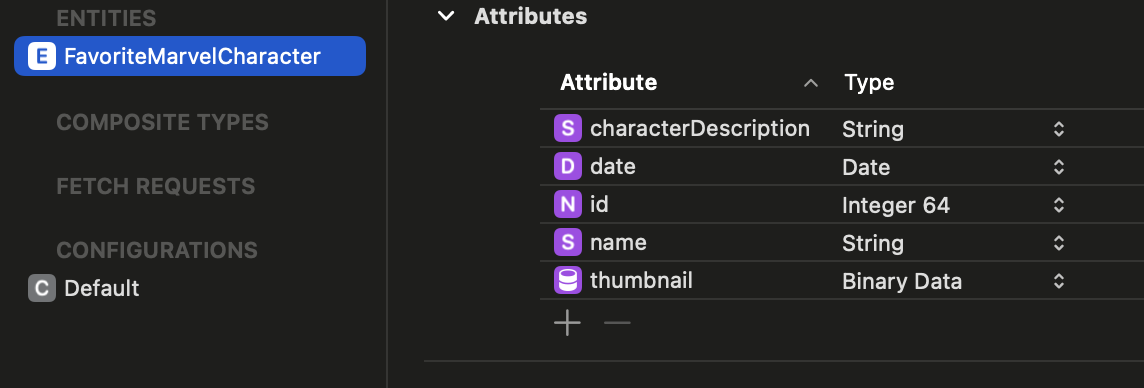 ENTITIES
E FavoriteMarvelCharacter
COMPOSITE TYPES
FETCH REQUESTS
CONFIGURATIONS
C Default
Attributes
Attribute Type
S characterDescription String
D date Date
N id Integer 64
S name String
thumbnail Binary Data